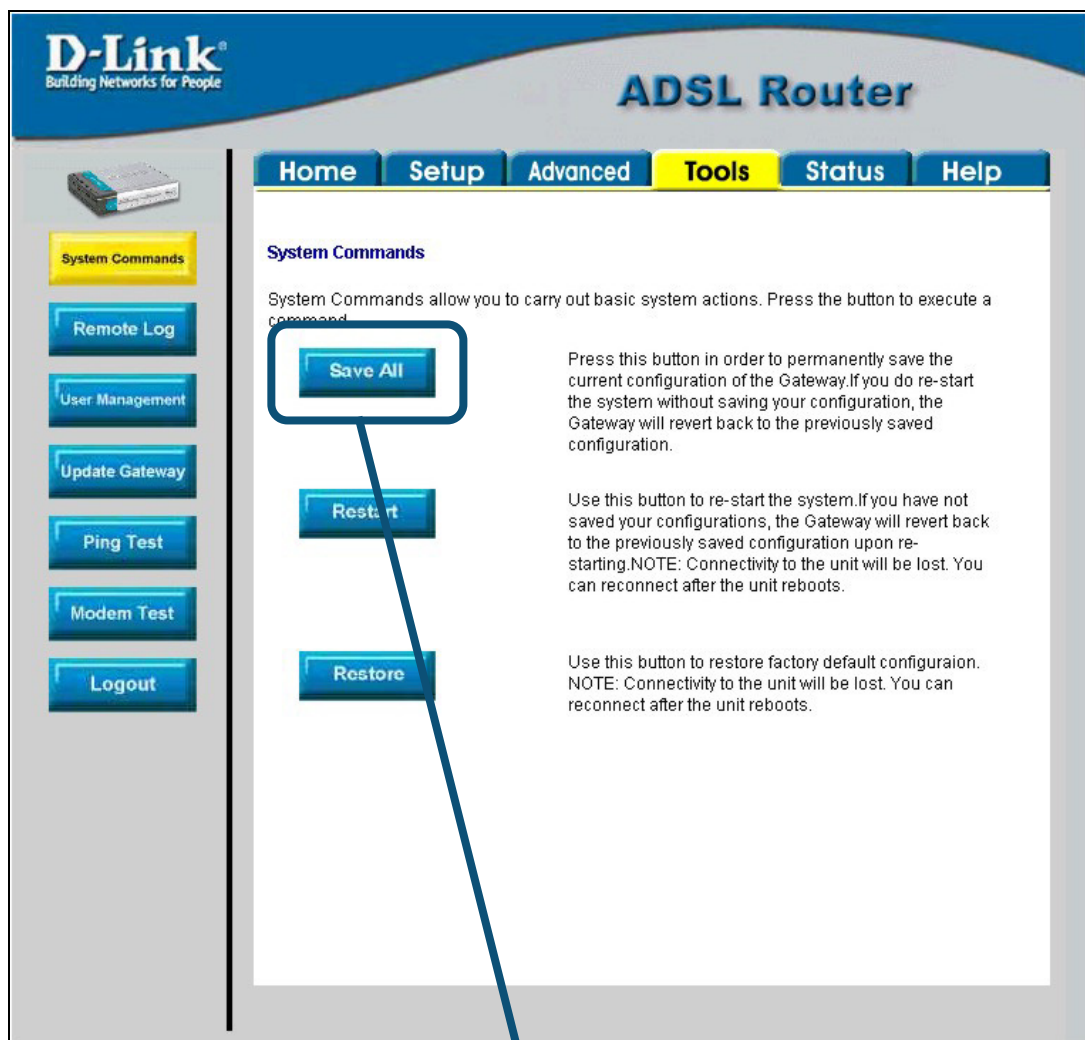 D-Link®
Building Networks for People
ADSL Router
Home
Setup
Advanced
Tools
Status
Help
System Commands
Remote Log
User Management
Update Gateway
Ping Test
Modem Test
Logout
System Commands
System Commands allow you to carry out basic system actions. Press the button to execute a
command.
Save All
Press this button in order to permanently save the
current configuration of the Gateway.If you do re-start
the system without saving your configuration, the
Gateway will revert back to the previously saved
configuration.
Restart
Use this button to re-start the system.If you have not
saved your configurations, the Gateway will revert back
to the previously saved configuration upon re-
starting.NOTE: Connectivity to the unit will be lost. You
can reconnect after the unit reboots.
Restore
Use this button to restore factory default configuraion.
NOTE: Connectivity to the unit will be lost. You can
reconnect after the unit reboots.